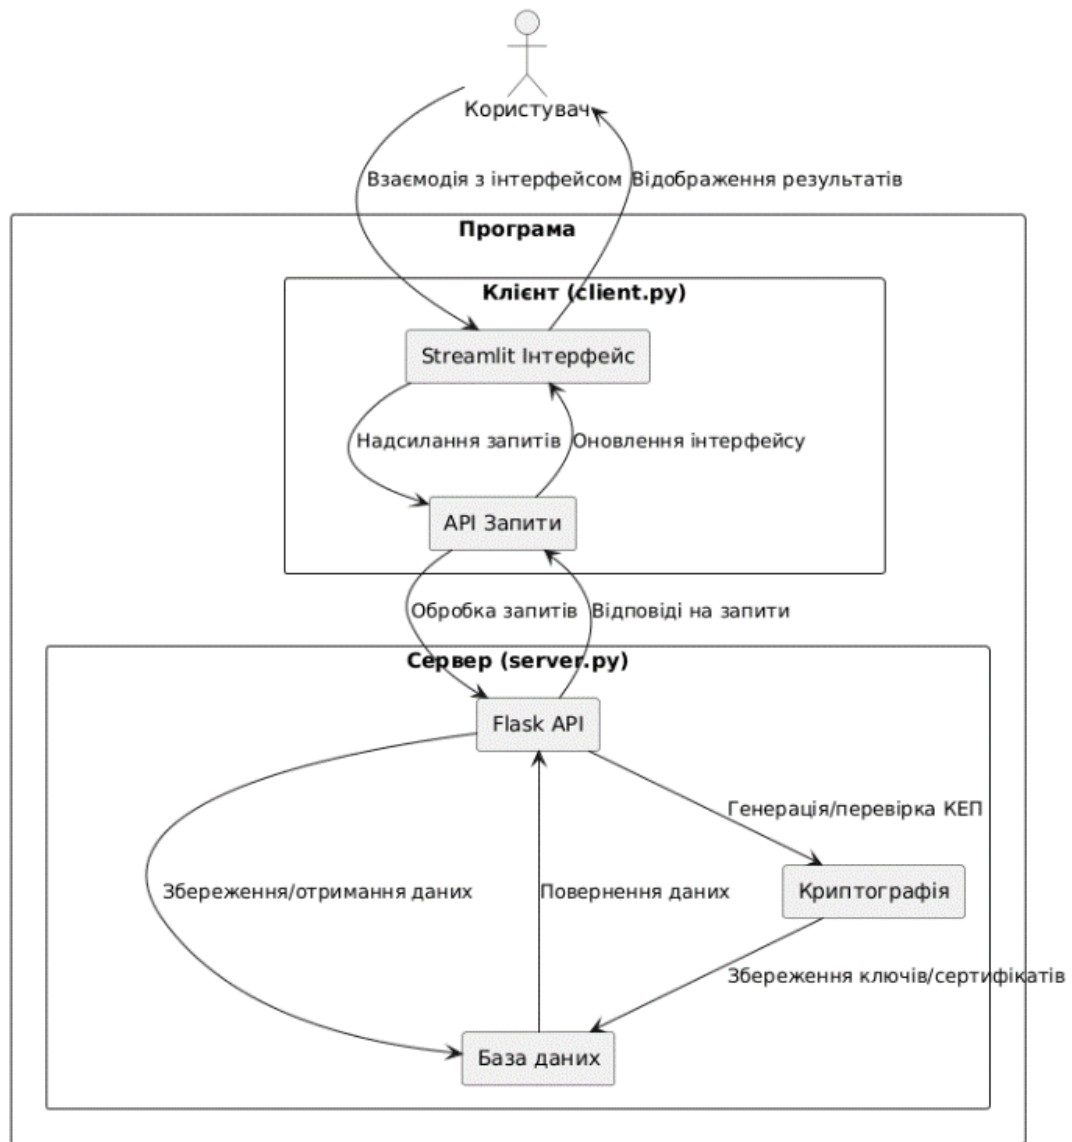 Користувач
Взаємодія з інтерфейсом
Відображення результатів
Програма
Клієнт (client.py)
Streamlit Інтерфейс
Надсилання запитів
Оновлення інтерфейсу
API Запити
Обробка запитів
Відповіді на запити
Сервер (server.py)
Flask API
Генерація/перевірка КЕП
Збереження/отримання даних
Повернення даних
Криптографія
Збереження ключів/сертифікатів
База даних